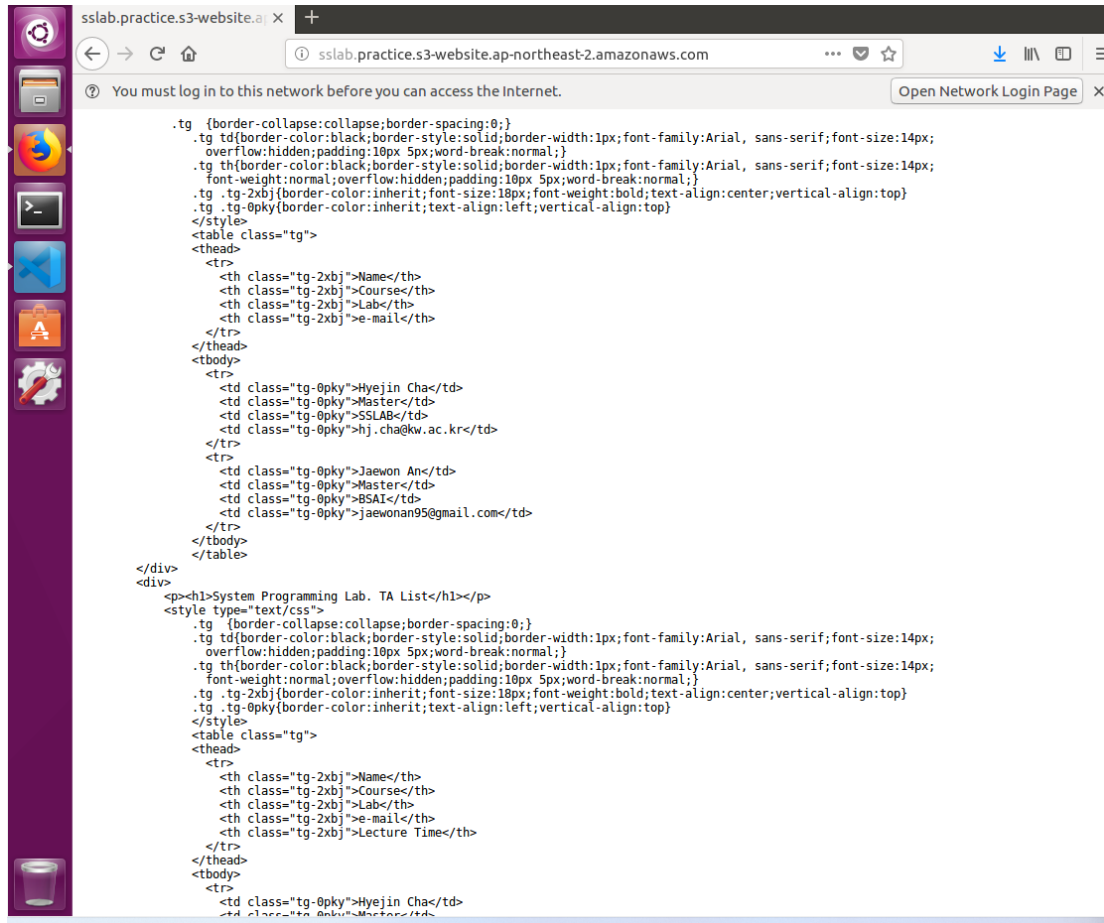 sslab.practice.s3-website.a
sslab.practice.s3-website.ap-northeast-2.amazonaws.com
You must log in to this network before you can access the Internet.
Open Network Login Page
.tg  {border-collapse:collapse;border-spacing:0;}
.tg td{border-color:black;border-style:solid;border-width:1px;font-family:Arial, sans-serif;font-size:14px;
overflow:hidden;padding:10px 5px;word-break:normal;}
.tg th{border-color:black;border-style:solid;border-width:1px;font-family:Arial, sans-serif;font-size:14px;
font-weight:normal;overflow:hidden;padding:10px 5px;word-break:normal;}
.tg .tg-2xbj{border-color:inherit;font-size:18px;font-weight:bold;text-align:center;vertical-align:top}
.tg .tg-0pky{border-color:inherit;text-align:left;vertical-align:top}
</style>
<table class="tg">
<thead>
<tr>
<th class="tg-2xbj">Name</th>
<th class="tg-2xbj">Course</th>
<th class="tg-2xbj">Lab</th>
<th class="tg-2xbj">e-mail</th>
</tr>
</thead>
<tbody>
<tr>
<td class="tg-0pky">Hyejin Cha</td>
<td class="tg-0pky">Master</td>
<td class="tg-0pky">SSLAB</td>
<td class="tg-0pky">hj.cha@kw.ac.kr</td>
</tr>
<tr>
<td class="tg-0pky">Jaewon An</td>
<td class="tg-0pky">Master</td>
<td class="tg-0pky">BSAI</td>
<td class="tg-0pky">jaewonan95@gmail.com</td>
</tr>
</tbody>
</table>
</div>
<div>
<p><h1>System Programming Lab. TA List</h1></p>
<style type="text/css">
.tg  {border-collapse:collapse;border-spacing:0;}
.tg td{border-color:black;border-style:solid;border-width:1px;font-family:Arial, sans-serif;font-size:14px;
overflow:hidden;padding:10px 5px;word-break:normal;}
.tg th{border-color:black;border-style:solid;border-width:1px;font-family:Arial, sans-serif;font-size:14px;
font-weight:normal;overflow:hidden;padding:10px 5px;word-break:normal;}
.tg .tg-2xbj{border-color:inherit;font-size:18px;font-weight:bold;text-align:center;vertical-align:top}
.tg .tg-0pky{border-color:inherit;text-align:left;vertical-align:top}
</style>
<table class="tg">
<thead>
<tr>
<th class="tg-2xbj">Name</th>
<th class="tg-2xbj">Course</th>
<th class="tg-2xbj">Lab</th>
<th class="tg-2xbj">e-mail</th>
<th class="tg-2xbj">Lecture Time</th>
</tr>
</thead>
<tbody>
<tr>
<td class="tg-0pky">Hyejin Cha</td>
<td class="tg-0pky">Master</td>